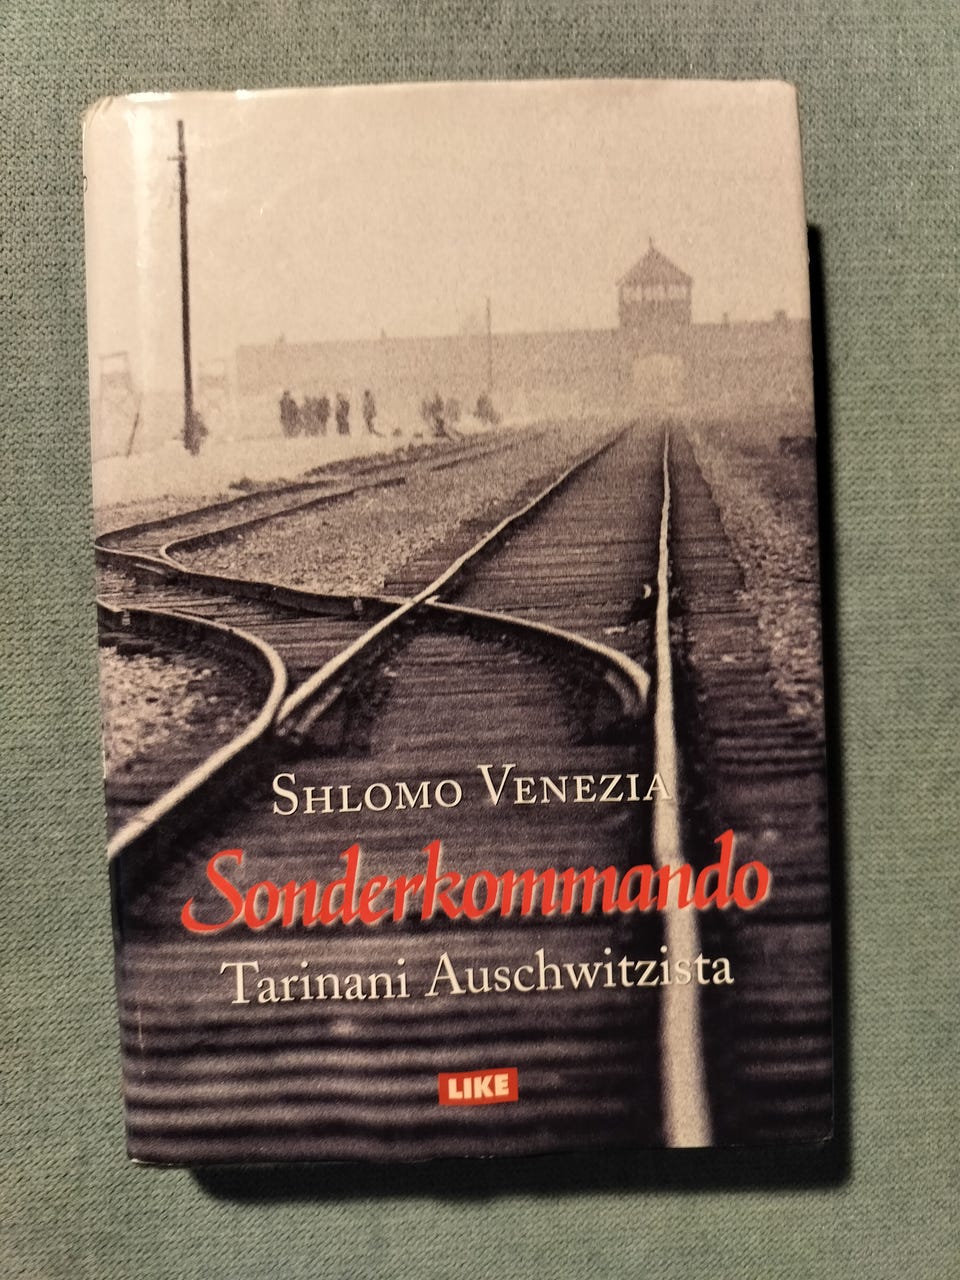 SHLOMO VENEZIA
Sonderkommando
Tarinani Auschwitzista
LIKE